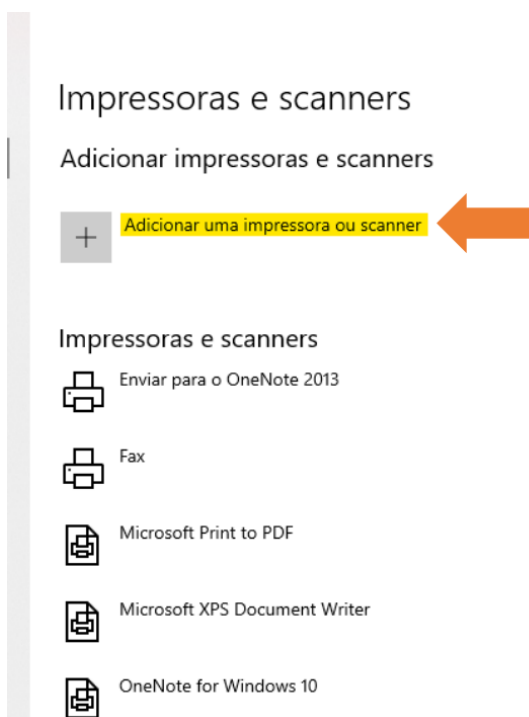 Impressoras e scanners
Adicionar impressoras e scanners
Adicionar uma impressora ou scanner
Impressoras e scanners
Enviar para o OneNote 2013
Fax
Microsoft Print to PDF
Microsoft XPS Document Writer
OneNote for Windows 10